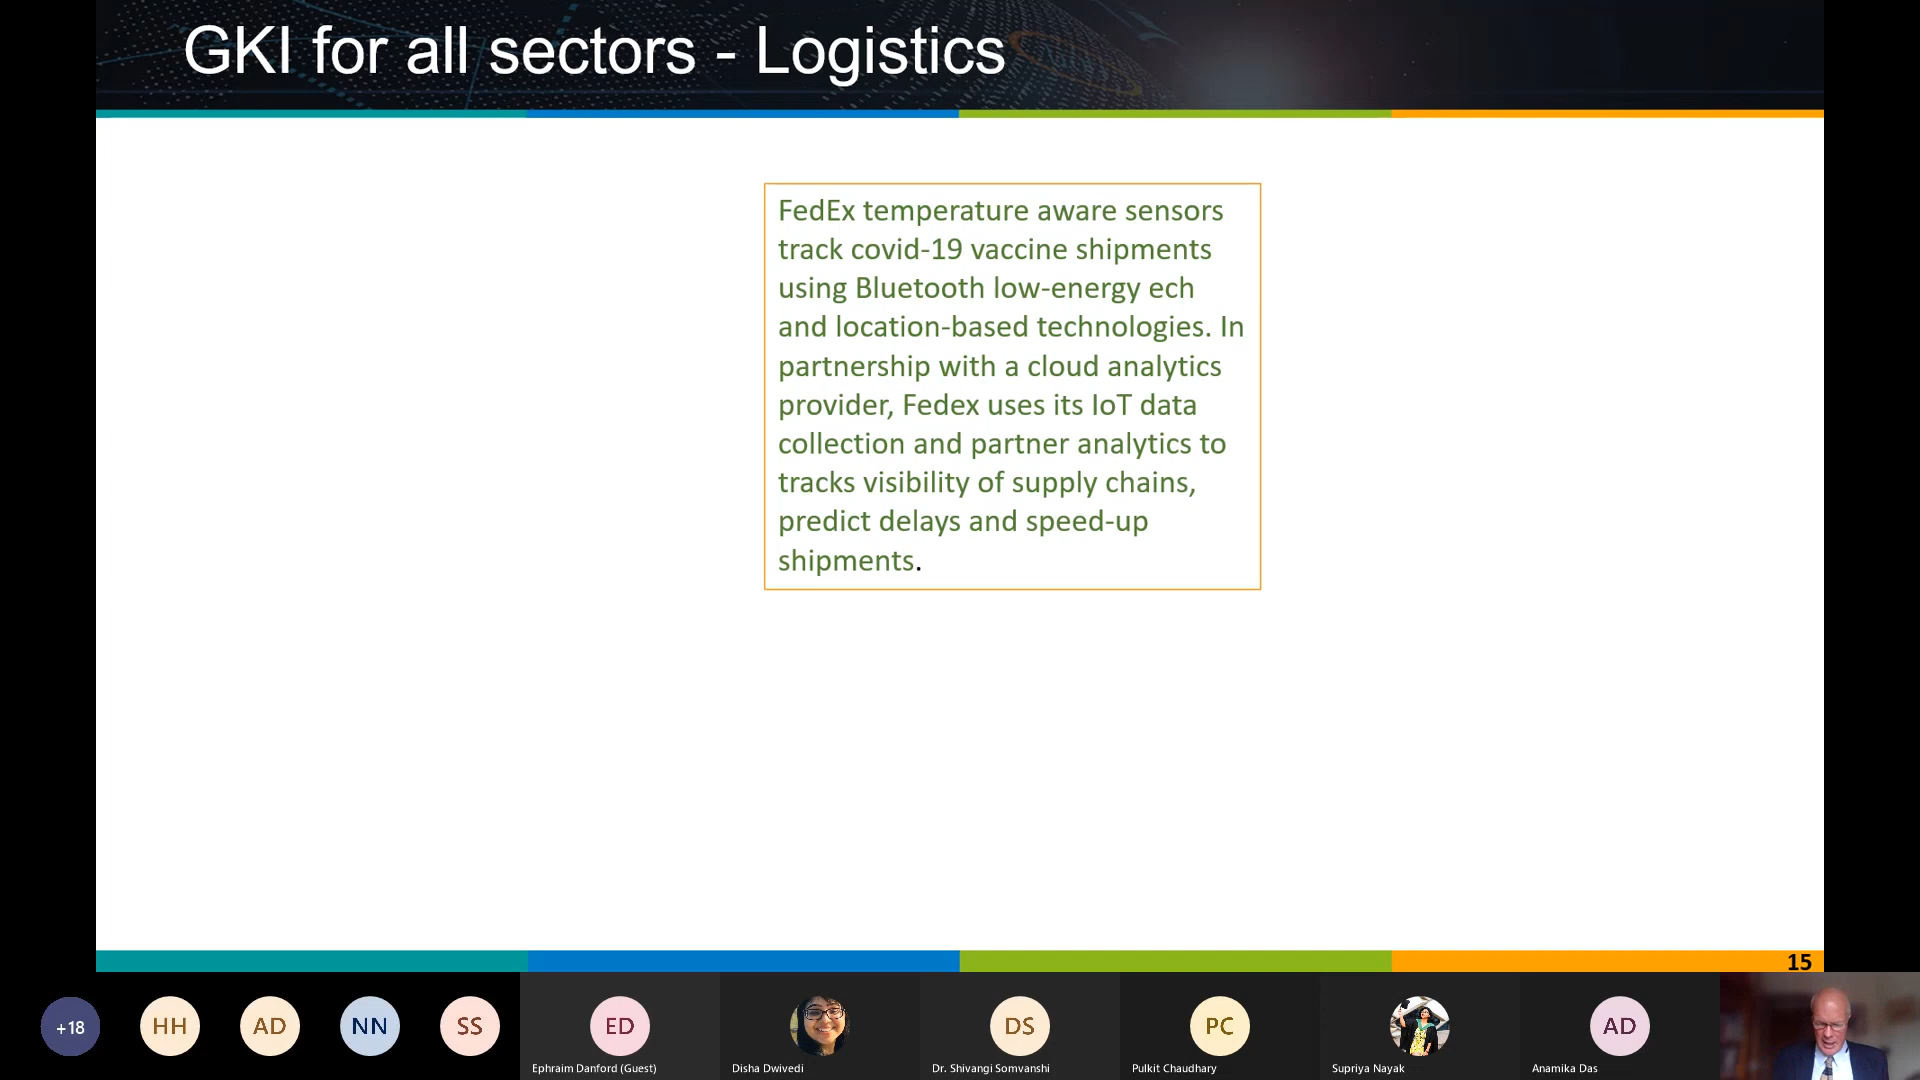 GKI for all sectors - Logistics
FedEx temperature aware sensors
track covid-19 vaccine shipments
using Bluetooth low-energy ech
and location-based technologies. In
partnership with a cloud analytics
provider, Fedex uses its IoT data
collection and partner analytics to
tracks visibility of supply chains,
predict delays and speed-up
shipments.
15
+18
HH
AD
NN
SS
ED
DS
PC
AD
Ephraim Danford (Guest)
Disha Dwivedi
Dr. Shivangi Somvanshi
Pulkit Chaudhary
Supriya Nayak
Anamika Das